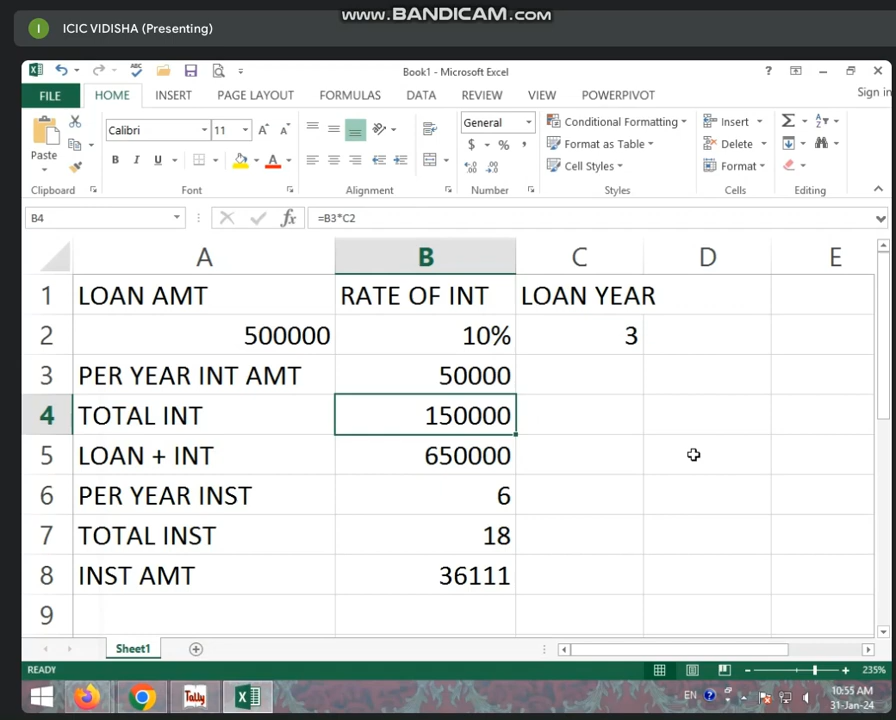 www.BANDICAM.com
I ICIC VIDISHA (Presenting)
Book1 - Microsoft Excel
FILE HOME INSERT PAGE LAYOUT FORMULAS DATA REVIEW VIEW POWERPIVOT Sign in
Calibri 11 General Conditional Formatting Insert
Paste B I U $ % , Format as Table Delete
Cell Styles Format
Clipboard Font Alignment Number Styles Cells Editing
B4 fx =B3*C2
A B C D E
1 LOAN AMT RATE OF INT LOAN YEAR
2 500000 10% 3
3 PER YEAR INT AMT 50000
4 TOTAL INT 150000
5 LOAN + INT 650000
6 PER YEAR INST 6
7 TOTAL INST 18
8 INST AMT 36111
9
Sheet1
READY 235%
Tally EN 10:55 AM
31-Jan-24